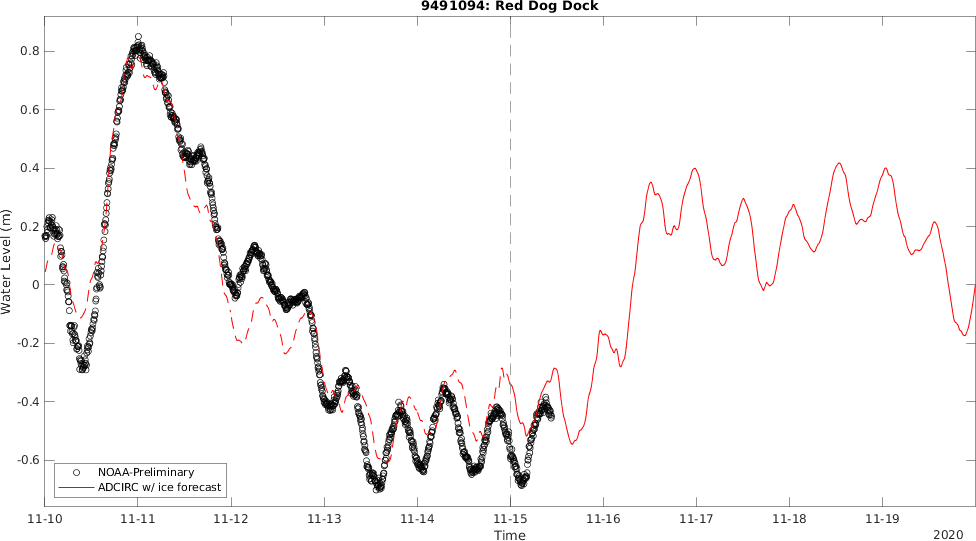 9491094: Red Dog Dock
Water Level (m)
0.8
0.6
0.4
0.2
0
-0.2
-0.4
-0.6
NOAA-Preliminary
ADCIRC w/ ice forecast
11-10 11-11 11-12 11-13 11-14 11-15 11-16 11-17 11-18 11-19
Time
2020